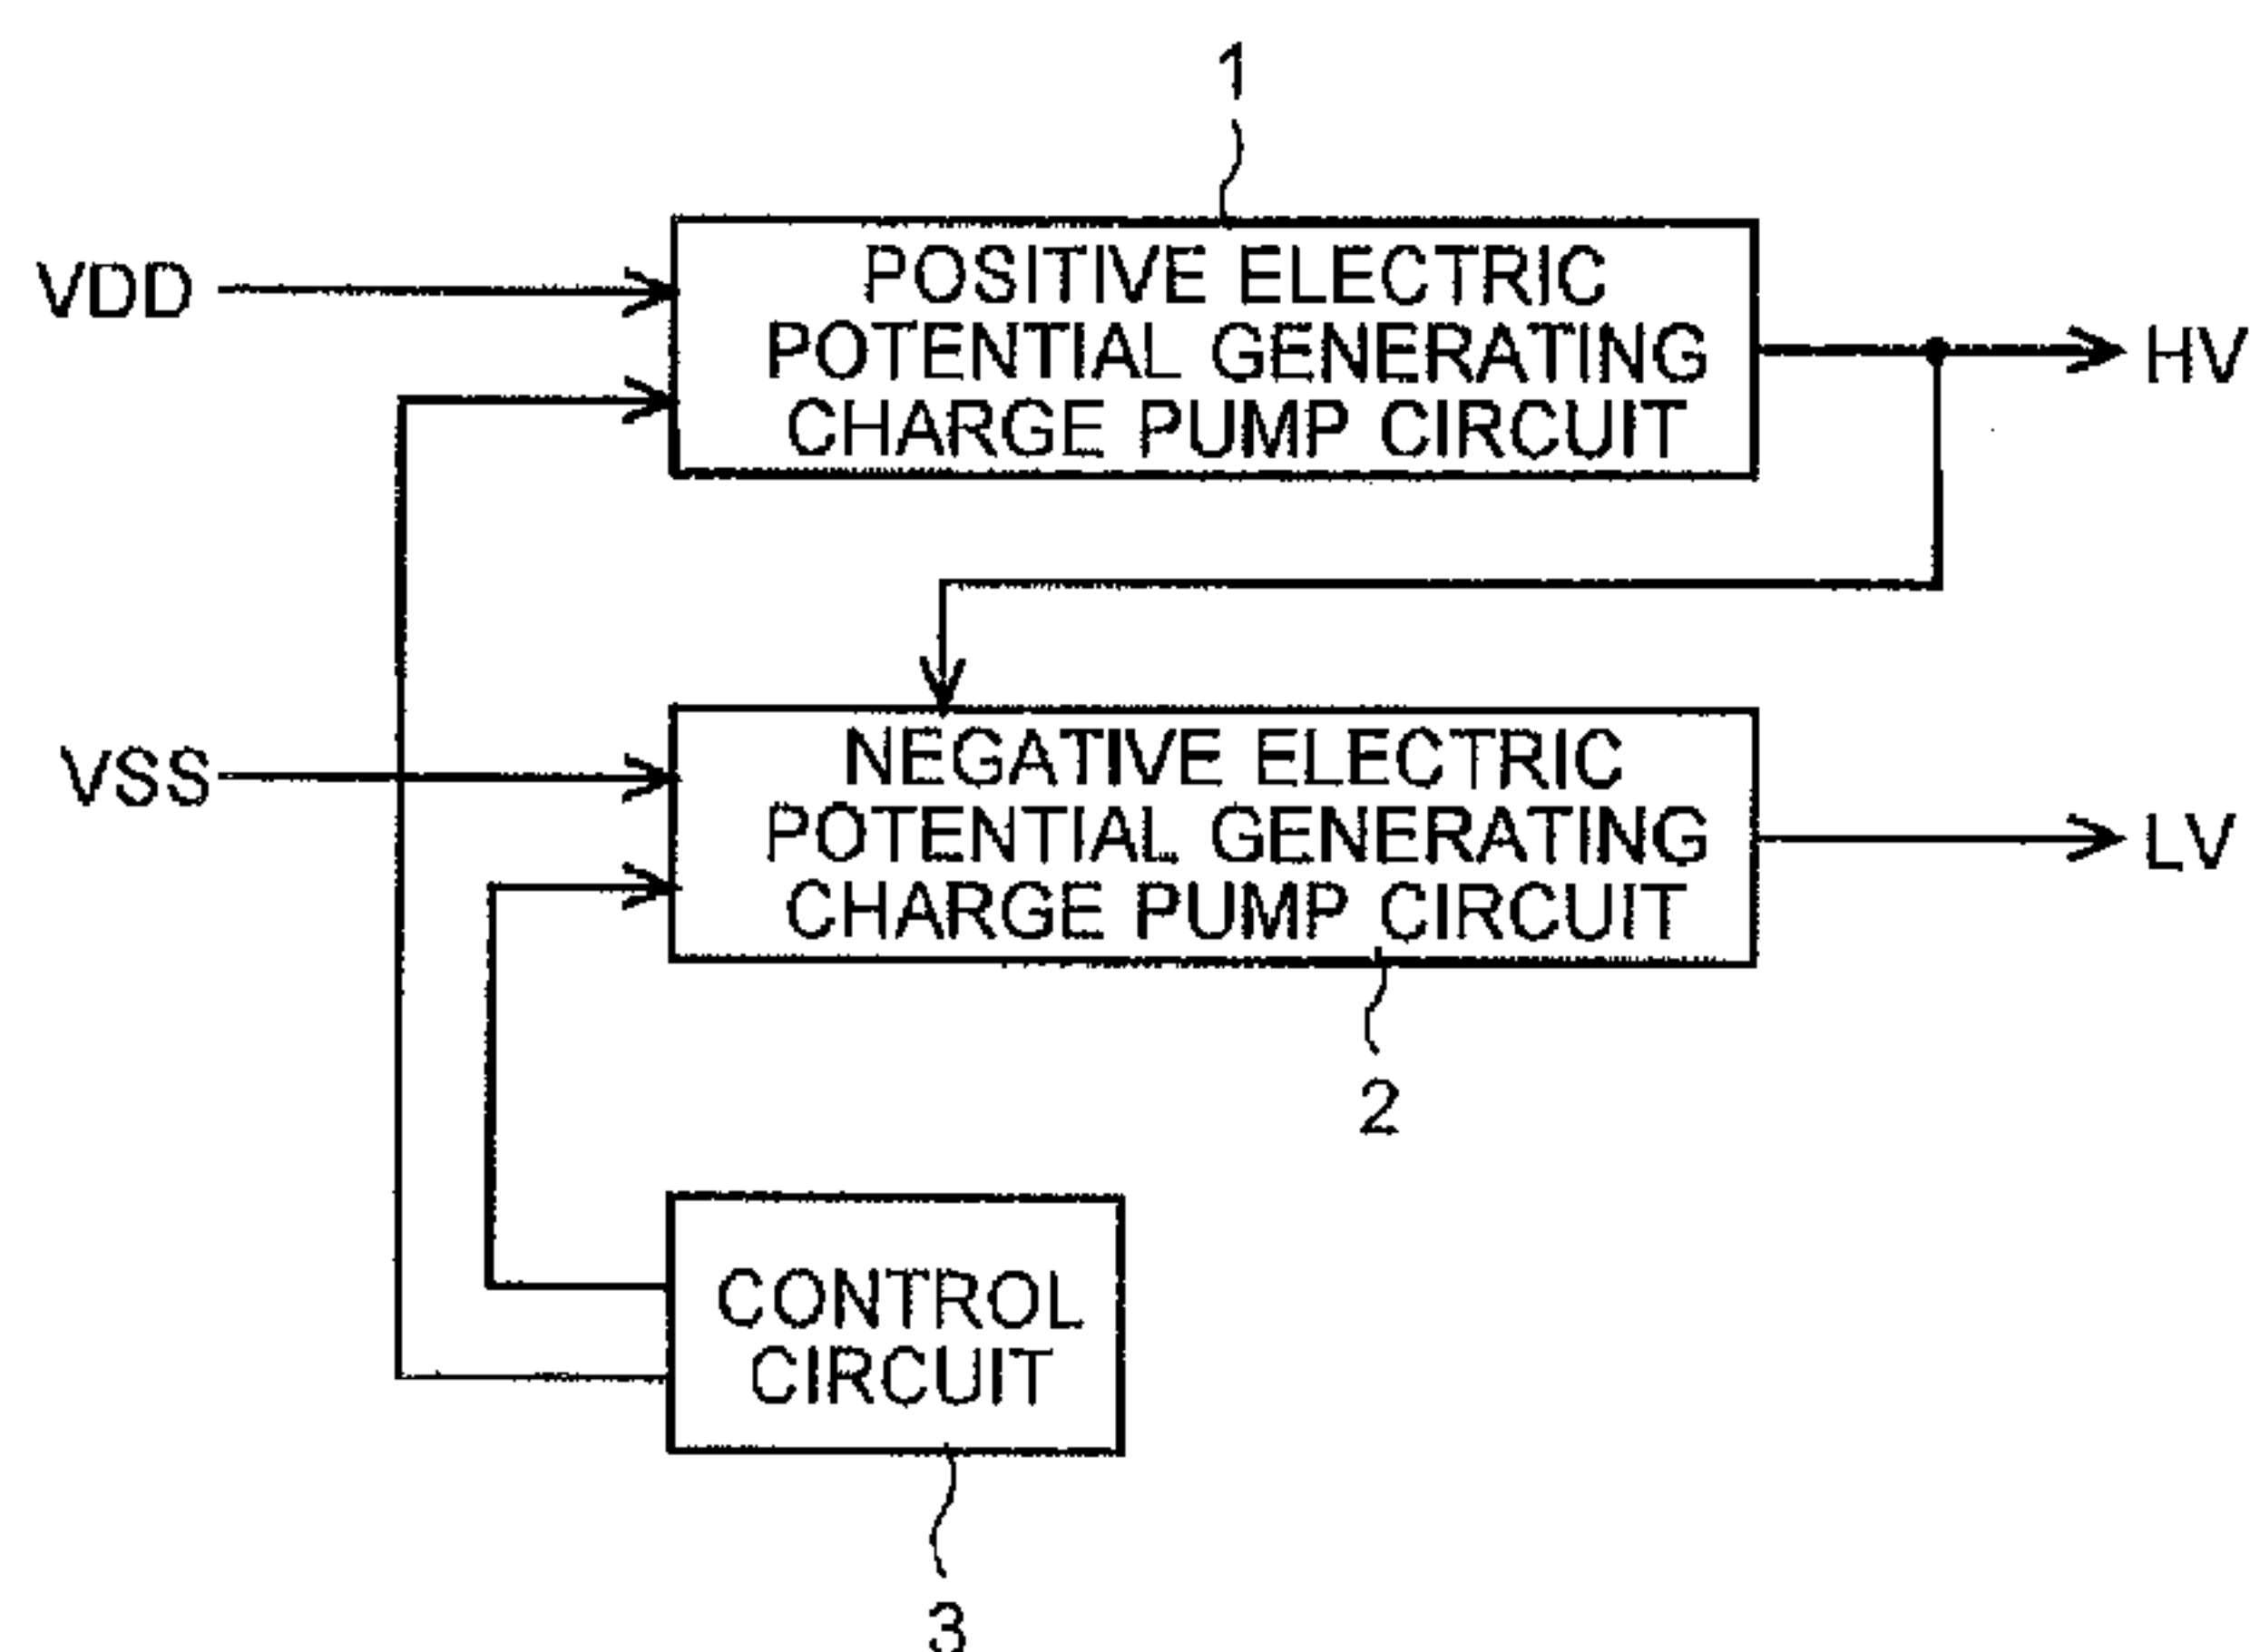 1
VDD
POSITIVE ELECTRIC
POTENTIAL GENERATING
CHARGE PUMP CIRCUIT
HV
VSS
NEGATIVE ELECTRIC
POTENTIAL GENERATING
CHARGE PUMP CIRCUIT
LV
2
CONTROL
CIRCUIT
3